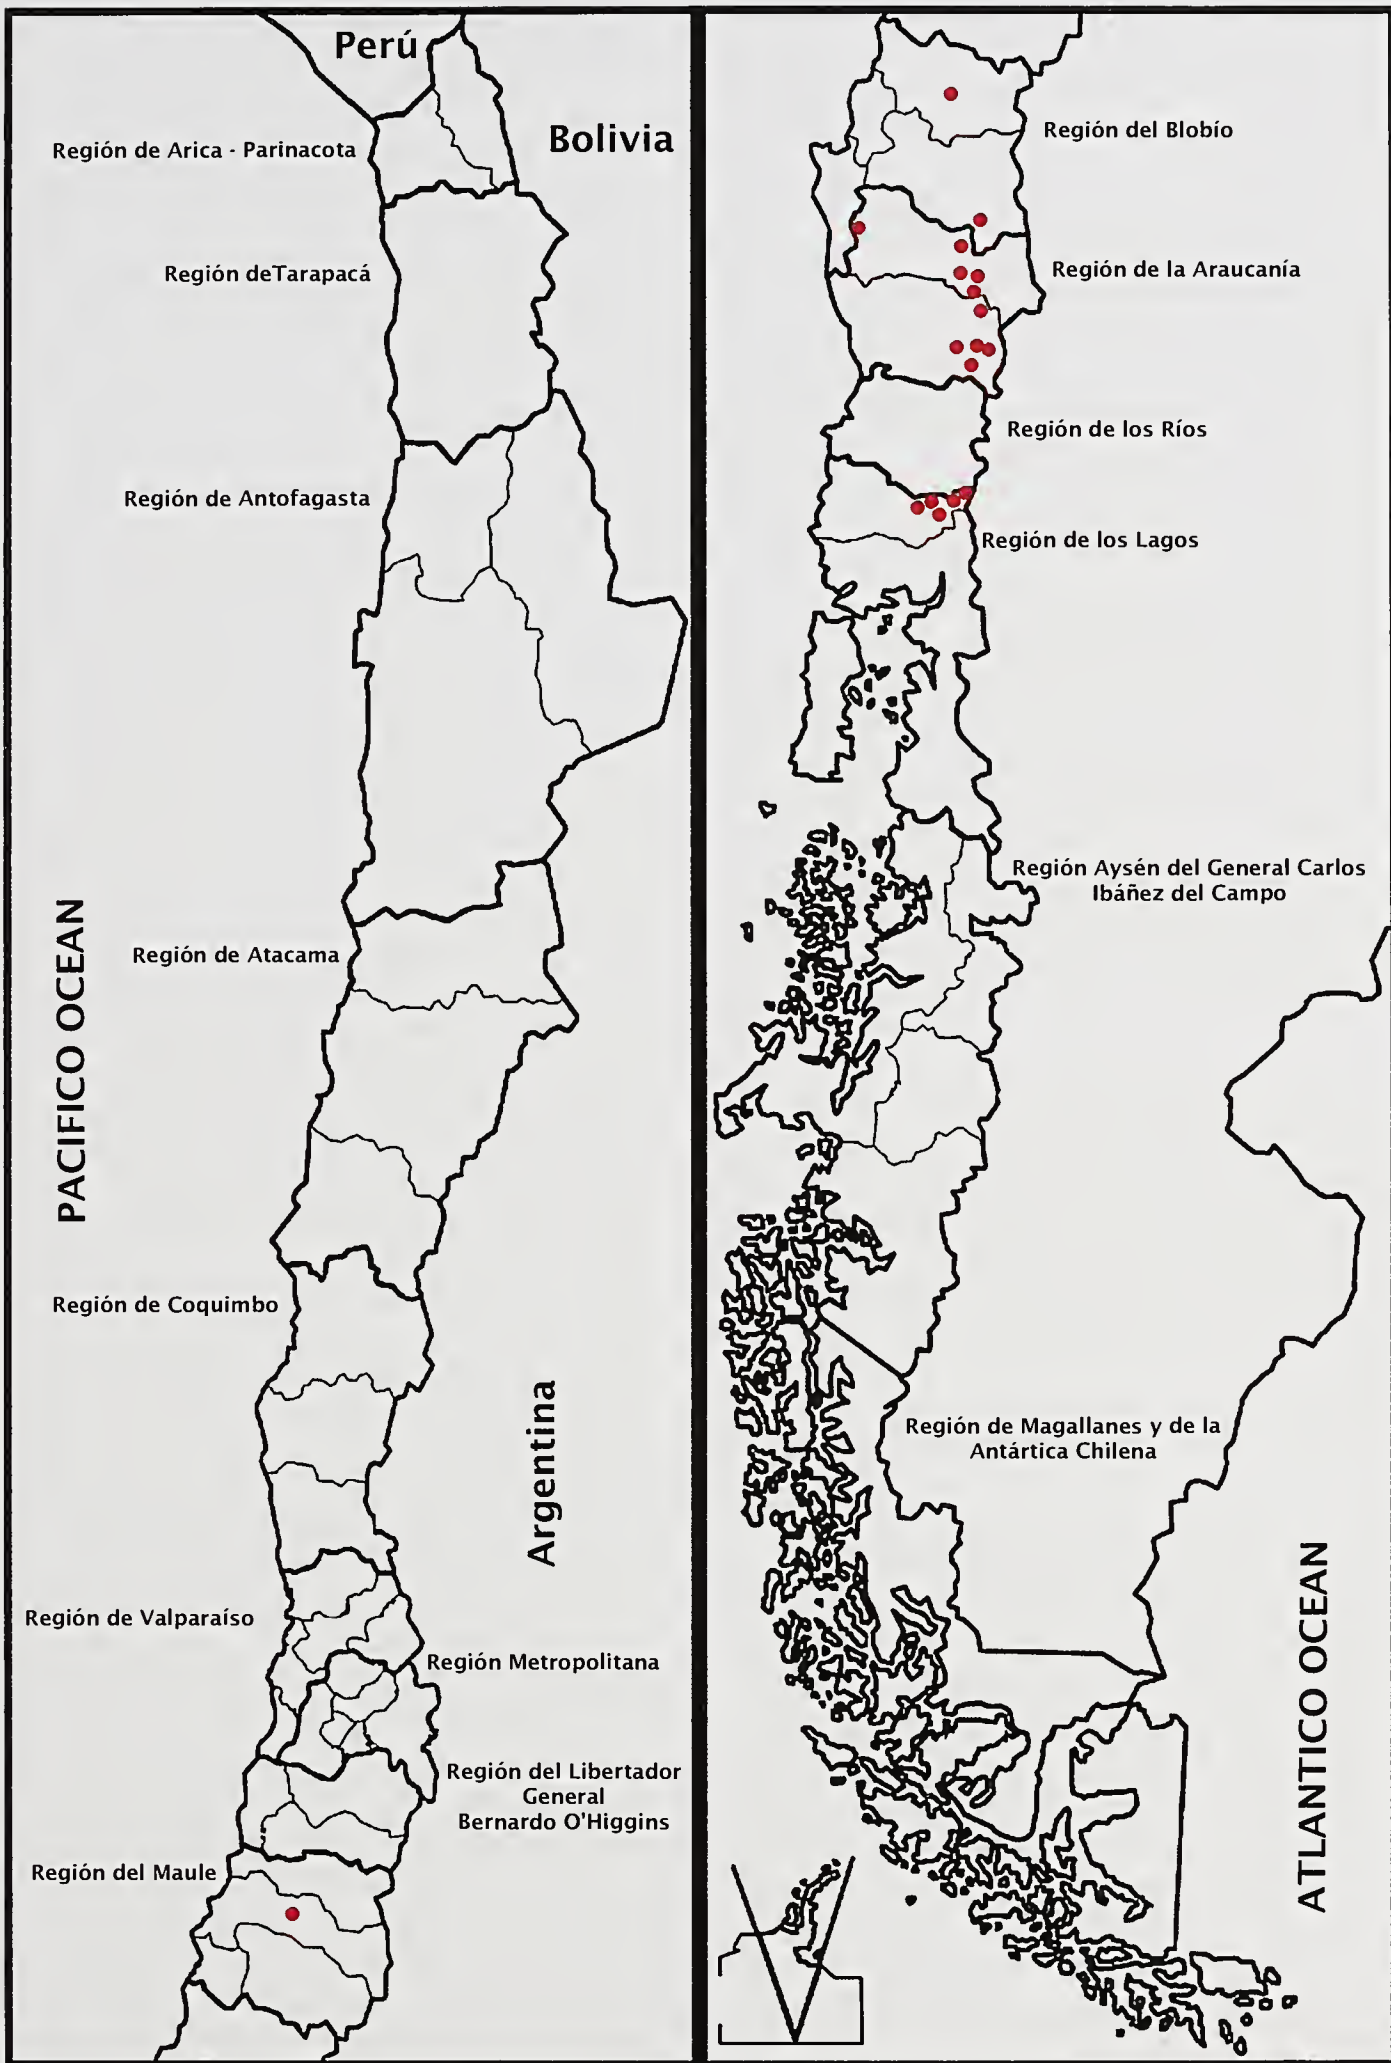 Perú
Bolivia
Región de Arica - Parinacota
Región deTarapacá
Región de Antofagasta
PACIFICO OCEAN
Región de Atacama
Región de Coquimbo
Argentina
Región de Valparaíso
Región Metropolitana
Región del Libertador
General
Bernardo O'Higgins
Región del Maule
Región del Blobío
Región de la Araucanía
Región de los Ríos
Región de los Lagos
Región Aysén del General Carlos
Ibáñez del Campo
Región de Magallanes y de la
Antártica Chilena
ATLANTICO OCEAN